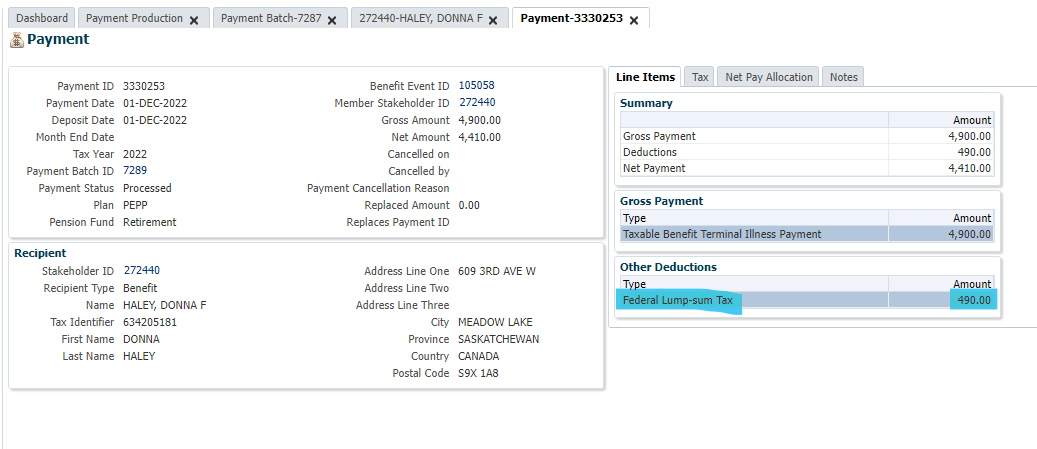 Dashboard
Payment Production
Payment Batch-7287
272440-HALEY, DONNA F
Payment-3330253
Payment
Payment ID 3330253
Payment Date 01-DEC-2022
Deposit Date 01-DEC-2022
Month End Date
Tax Year 2022
Payment Batch ID 7289
Payment Status Processed
Plan PEPP
Pension Fund Retirement
Benefit Event ID 105058
Member Stakeholder ID 272440
Gross Amount 4,900.00
Net Amount 4,410.00
Cancelled on
Cancelled by
Payment Cancellation Reason
Replaced Amount 0.00
Replaces Payment ID
Recipient
Stakeholder ID 272440
Recipient Type Benefit
Name HALEY, DONNA F
Tax Identifier 634205181
First Name DONNA
Last Name HALEY
Address Line One 609 3RD AVE W
Address Line Two
Address Line Three
City MEADOW LAKE
Province SASKATCHEWAN
Country CANADA
Postal Code S9X 1A8
Line Items
Tax
Net Pay Allocation
Notes
Summary
Amount
Gross Payment 4,900.00
Deductions 490.00
Net Payment 4,410.00
Gross Payment
Type Amount
Taxable Benefit Terminal Illness Payment 4,900.00
Other Deductions
Type Amount
Federal Lump-sum Tax 490.00